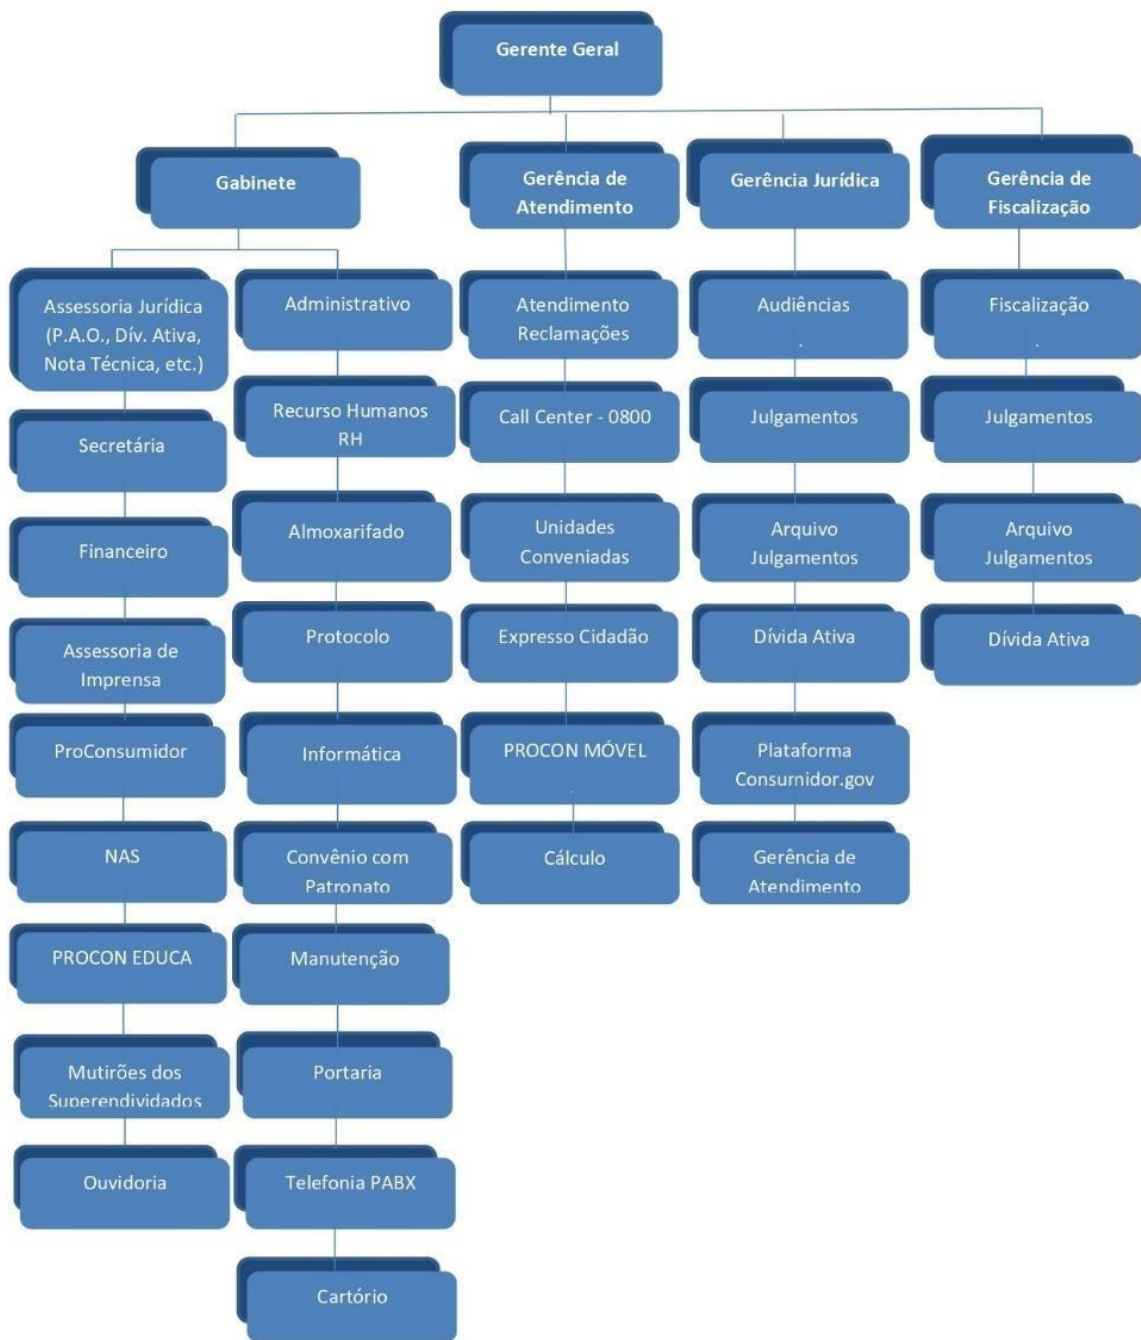 Gerente Geral
Gabinete
Gerência de
Atendimento
Gerência Jurídica
Gerência de
Fiscalização
Assessoria Jurídica
(P.A.O., Dív. Ativa,
Nota Técnica, etc.)
Secretária
Financeiro
Assessoria de
Imprensa
ProConsumidor
NAS
PROCON EDUCA
Mutirões dos
Superendividados
Ouvidoria
Administrativo
Recurso Humanos
RH
Almoxarifado
Protocolo
Informática
Convênio com
Patronato
Manutenção
Portaria
Telefonia PABX
Cartório
Atendimento
Reclamações
Call Center - 0800
Unidades
Conveniadas
Expresso Cidadão
PROCON MÓVEL
.
Cálculo
Audiências
.
Julgamentos
Arquivo
Julgamentos
Dívida Ativa
Plataforma
Consurnidor.gov
Gerência de
Atendimento
Fiscalização
.
Julgamentos
Arquivo
Julgamentos
Dívida Ativa